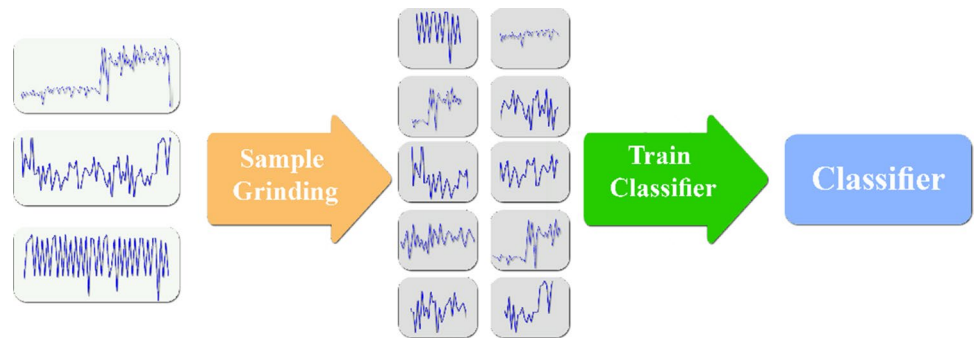 Sample
Grinding
Train
Classifier
Classifier